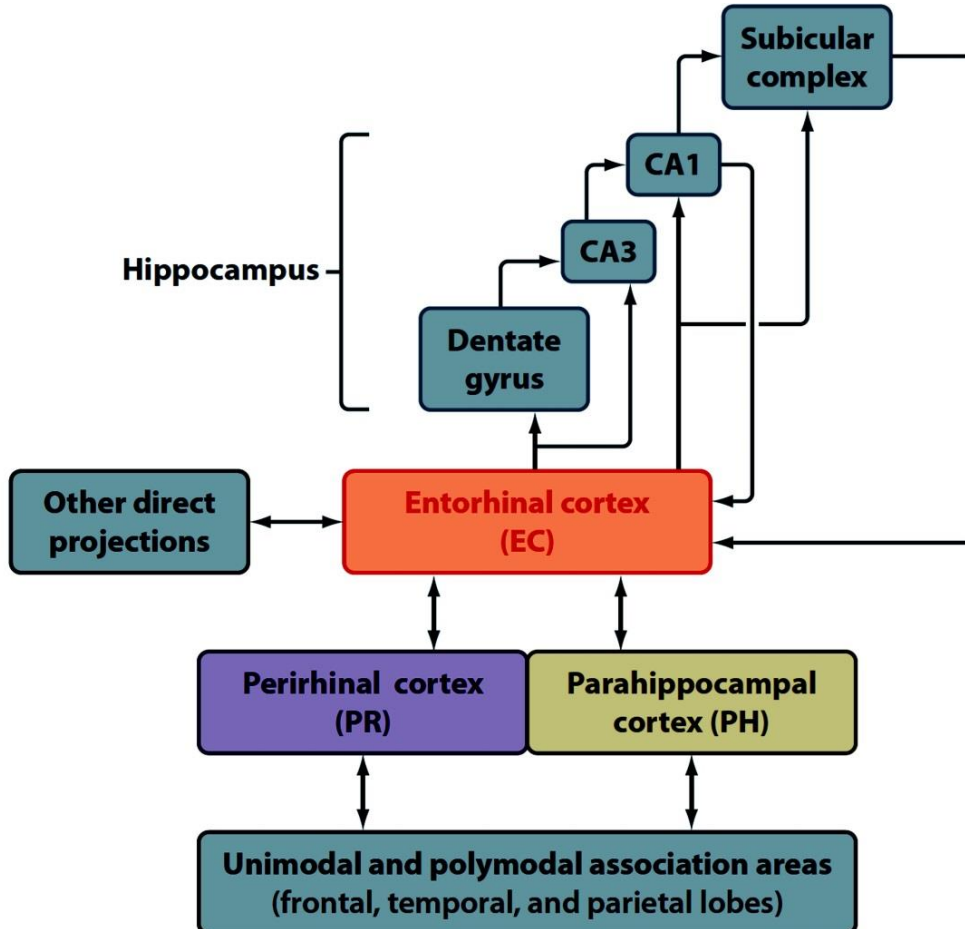 Subicular
complex
CA1
CA3
Hippocampus
Dentate
gyrus
Other direct
projections
Entorhinal cortex
(EC)
Perirhinal cortex
(PR)
Parahippocampal
cortex (PH)
Unimodal and polymodal association areas
(frontal, temporal, and parietal lobes)